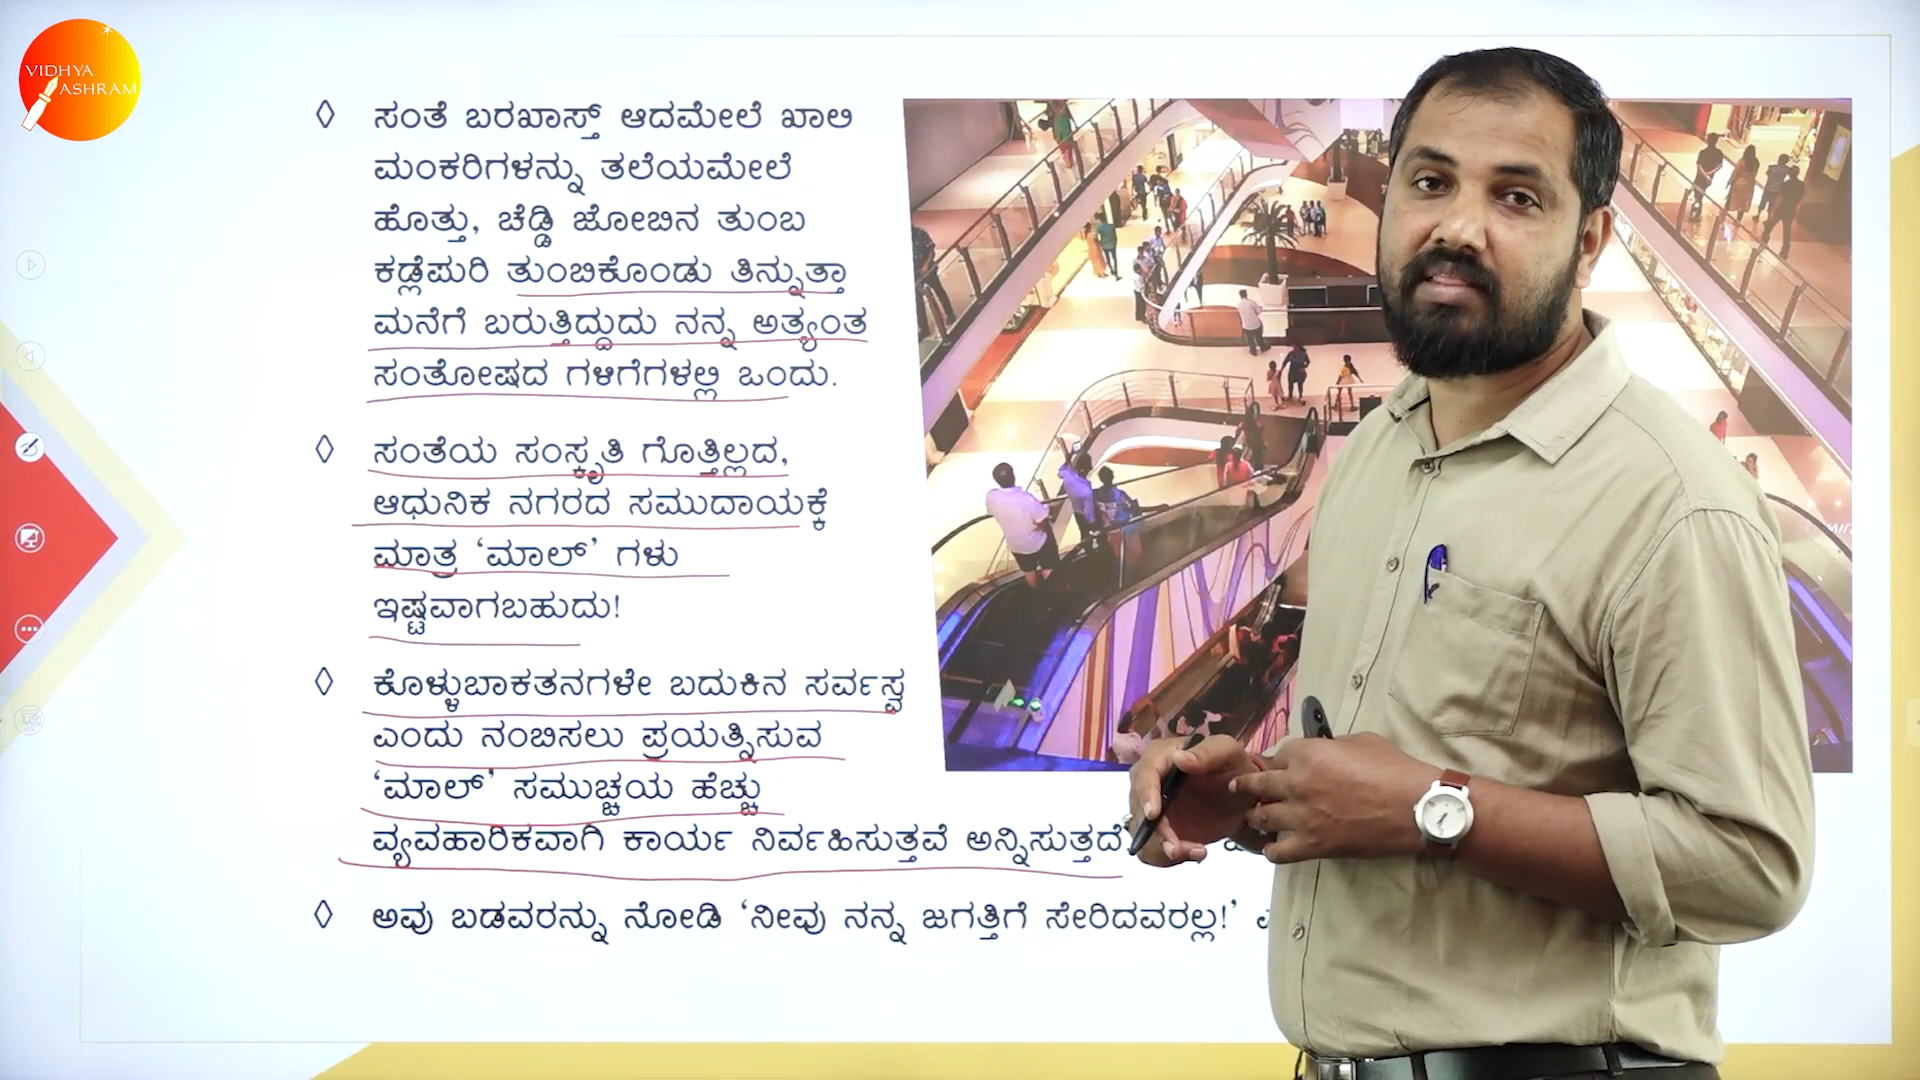 VIDHYA
ASHRAM
◊ ಸಂತೆ ಬರಖಾಸ್ತ್ ಆದಮೇಲೆ ಖಾಲಿ
ಮಂಕರಿಗಳನ್ನು ತಲೆಯಮೇಲೆ
ಹೊತ್ತು, ಚೆಡ್ಡಿ ಜೋಬಿನ ತುಂಬ
ಕಡ್ಲೆಪುರಿ ತುಂಬಿಕೊಂಡು ತಿನ್ನುತ್ತಾ
ಮನೆಗೆ ಬರುತ್ತಿದ್ದುದು ನನ್ನ ಅತ್ಯಂತ
ಸಂತೋಷದ ಗಳಿಗೆಗಳಲ್ಲಿ ಒಂದು.
◊ ಸಂತೆಯ ಸಂಸ್ಕೃತಿ ಗೊತ್ತಿಲ್ಲದ,
ಆಧುನಿಕ ನಗರದ ಸಮುದಾಯಕ್ಕೆ
ಮಾತ್ರ ‘ಮಾಲ್’ ಗಳು
ಇಷ್ಟವಾಗಬಹುದು!
◊ ಕೊಳ್ಳುಬಾಕತನಗಳೇ ಬದುಕಿನ ಸರ್ವಸ್ವ
ಎಂದು ನಂಬಿಸಲು ಪ್ರಯತ್ನಿಸುವ
‘ಮಾಲ್’ ಸಮುಚ್ಚಯ ಹೆಚ್ಚು
ವ್ಯವಹಾರಿಕವಾಗಿ ಕಾರ್ಯ ನಿರ್ವಹಿಸುತ್ತವೆ ಅನ್ನಿಸುತ್ತದೆ.
◊ ಅವು ಬಡವರನ್ನು ನೋಡಿ ‘ನೀವು ನನ್ನ ಜಗತ್ತಿಗೆ ಸೇರಿದವರಲ್ಲ!’